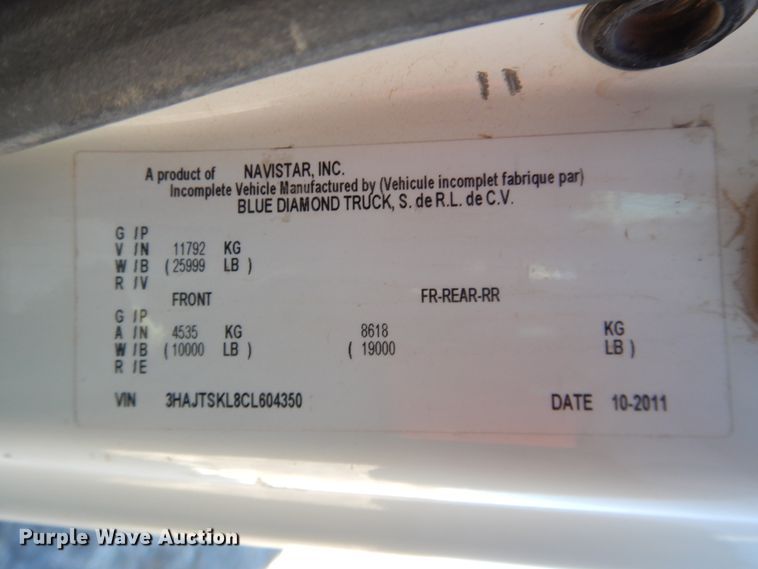 A product of NAVISTAR, INC.
Incomplete Vehicle Manufactured by (Vehicule incomplet fabrique par)
BLUE DIAMOND TRUCK, S. de R.L. de C.V.
G /P
V /N 11792 KG
W /B (25999 LB)
R /V
FRONT FR-REAR-RR
G /P
A /N 4535 KG 8618 KG
W /B (10000 LB) ( 19000 LB)
R /E
VIN 3HAJTSKL8CL604350 DATE 10-2011
Purple Wave Auction